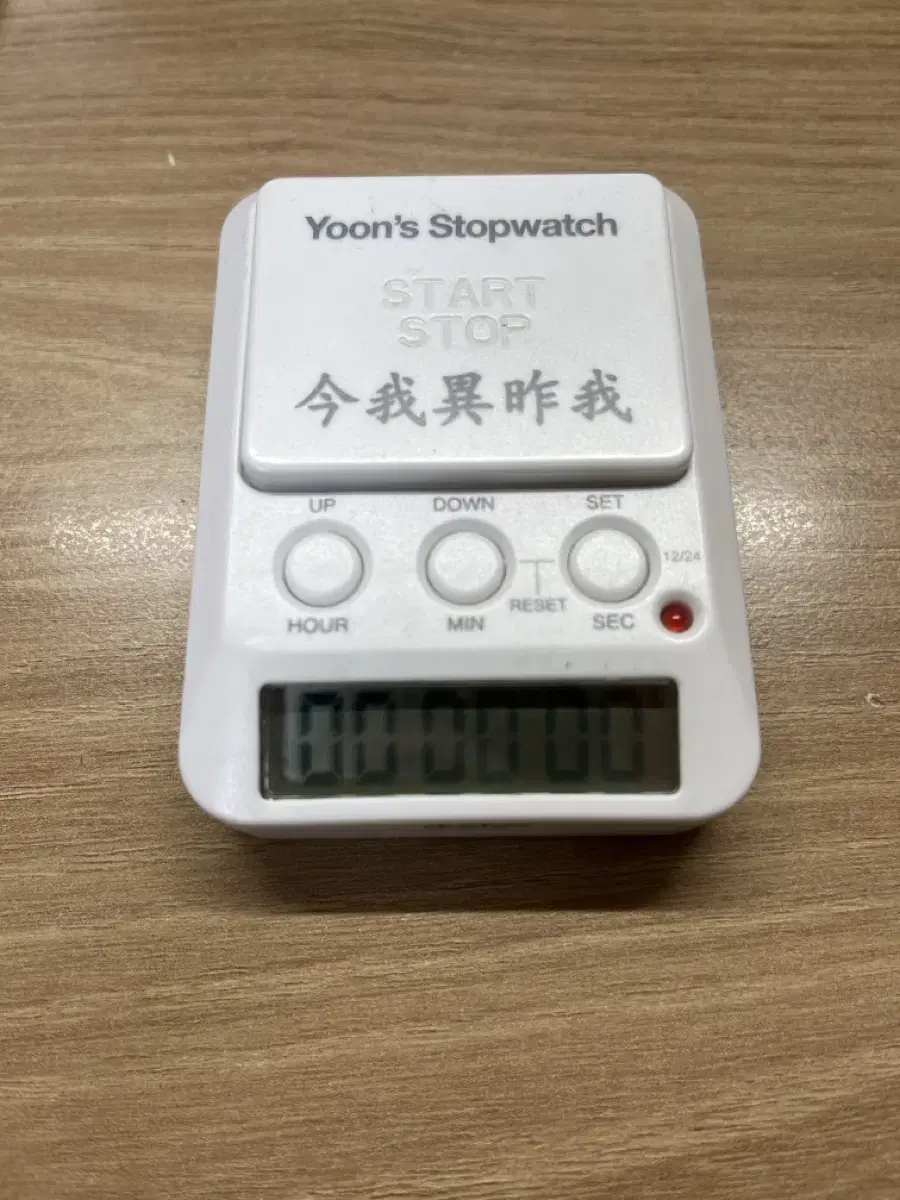 Yoon's Stopwatch
START
STOP
今我異昨我
UP DOWN SET
12/24
RESET
HOUR MIN SEC
00 00 00